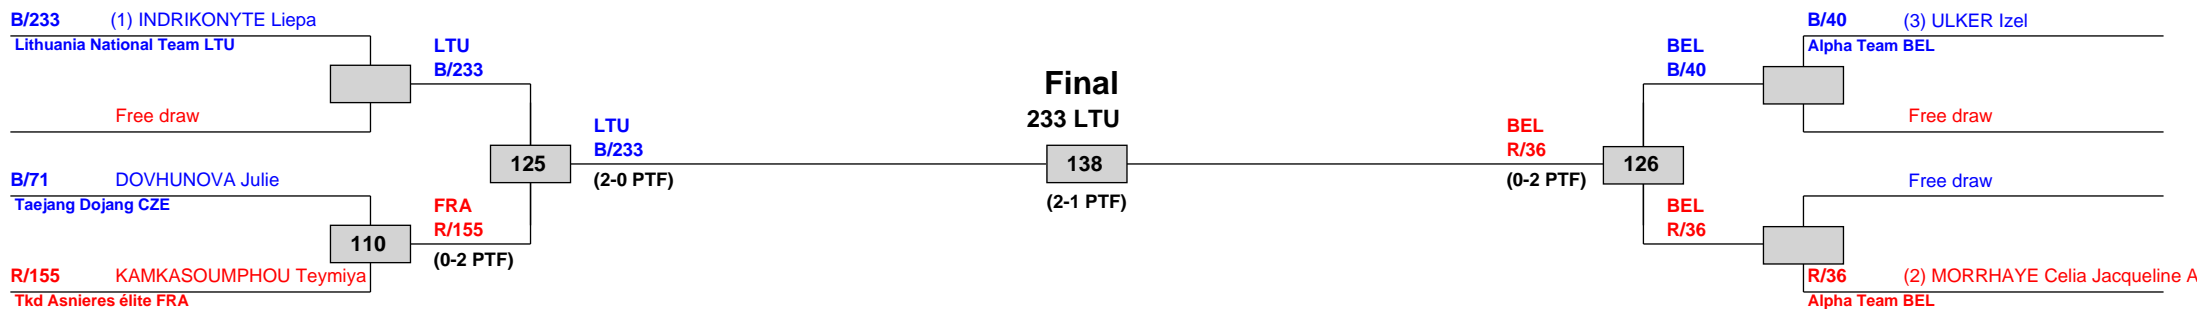 B/233 (1) INDRIKONYTE Liepa
Lithuania National Team LTU
Free draw
B/71 DOVHUNOVA Julie
Taejang Dojang CZE
110
R/155 KAMKASOUMPHOU Teymiya
Tkd Asnieres élite FRA
LTU
B/233
125
FRA
R/155
(0-2 PTF)
LTU
B/233
(2-0 PTF)
Final
233 LTU
138
(2-1 PTF)
BEL
R/36
(0-2 PTF)
126
BEL
B/40
BEL
R/36
B/40 (3) ULKER Izel
Alpha Team BEL
Free draw
Free draw
R/36 (2) MORRHAYE Celia Jacqueline A
Alpha Team BEL